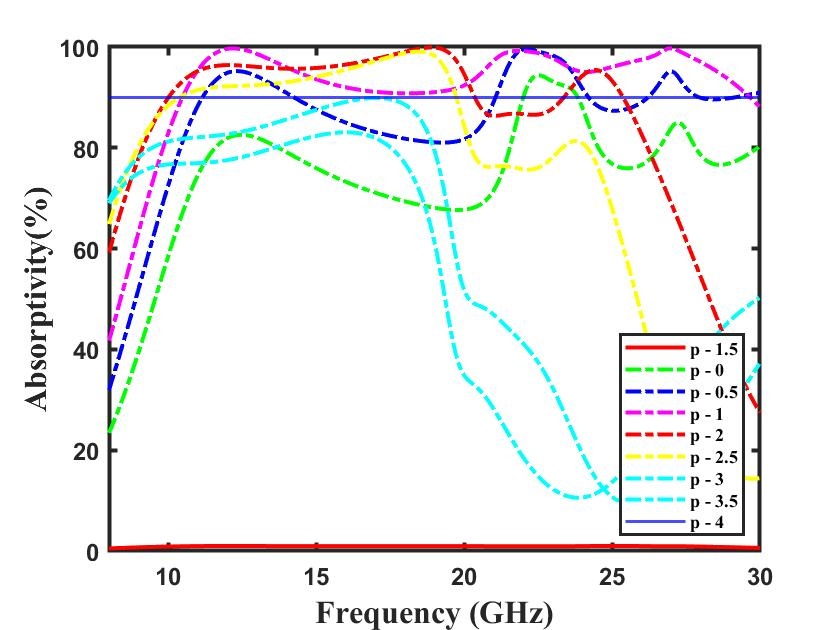 100
80
60
40
20
0
10 15 20 25 30
Absorptivity(%)
Frequency (GHz)
p - 1.5
p - 0
p - 0.5
p - 1
p - 2
p - 2.5
p - 3
p - 3.5
p - 4